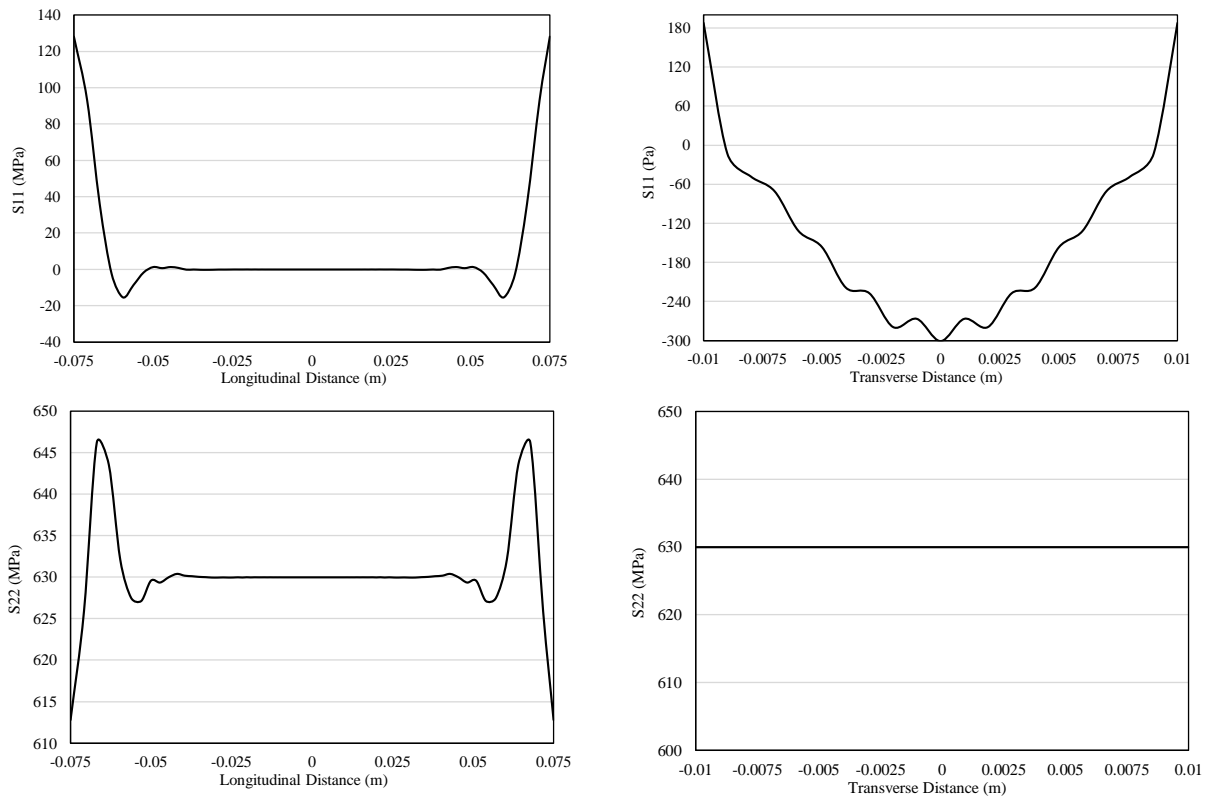 140
120
100
80
60
40
20
0
-20
-40
S11 (MPa)
-0.075 -0.05 -0.025 0 0.025 0.05 0.075
Longitudinal Distance (m)
180
120
60
0
-60
-120
-180
-240
-300
S11 (Pa)
-0.01 -0.0075 -0.005 -0.0025 0 0.0025 0.005 0.0075 0.01
Transverse Distance (m)
650
645
640
635
630
625
620
615
610
S22 (MPa)
-0.075 -0.05 -0.025 0 0.025 0.05 0.075
Longitudinal Distance (m)
650
640
630
620
610
600
S22 (MPa)
-0.01 -0.0075 -0.005 -0.0025 0 0.0025 0.005 0.0075 0.01
Transverse Distance (m)